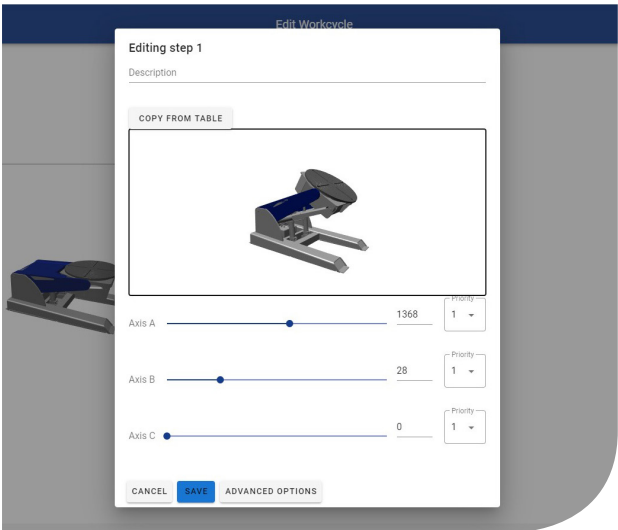 Edit Workcycle
Editing step 1
Description
COPY FROM TABLE
Axis A
1368
Priority
1
Axis B
28
Priority
1
Axis C
0
Priority
1
CANCEL
SAVE
ADVANCED OPTIONS